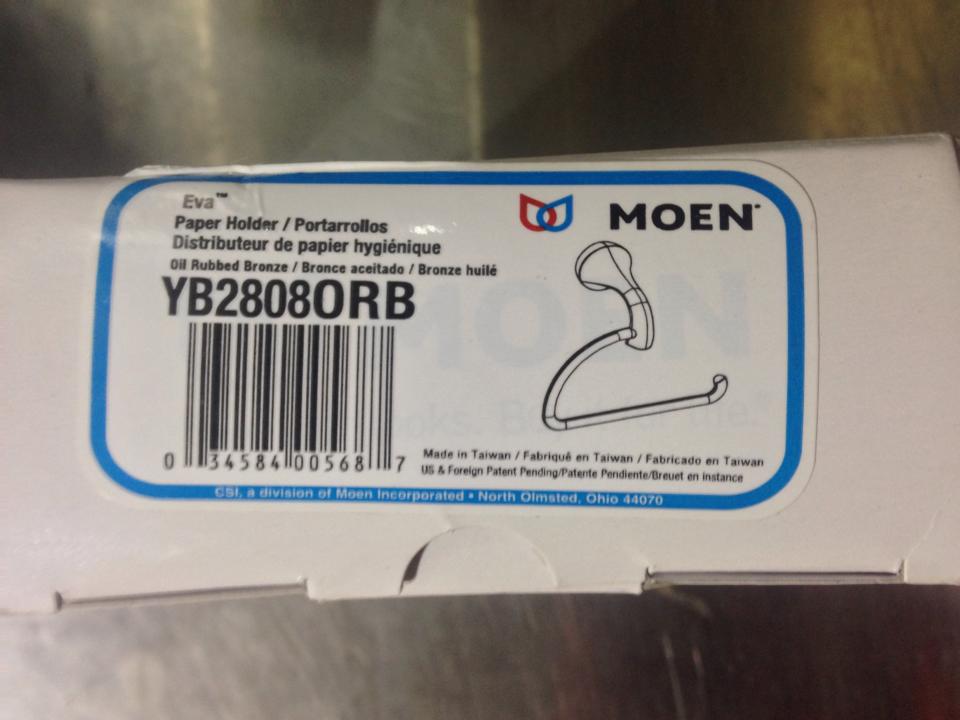 Eva™
MOEN®
Paper Holder / Portarrollos
Distributeur de papier hygiénique
Oil Rubbed Bronze / Bronce aceitado / Bronze huilé
YB2808ORB
0 34584 00568 7
Made in Taiwan / Fabriqué en Taiwan / Fabricado en Taiwan
US & Foreign Patent Pending/Patente Pendiente/Breuet en instance
CSI, a division of Moen Incorporated • North Olmsted, Ohio 44070
MOEN